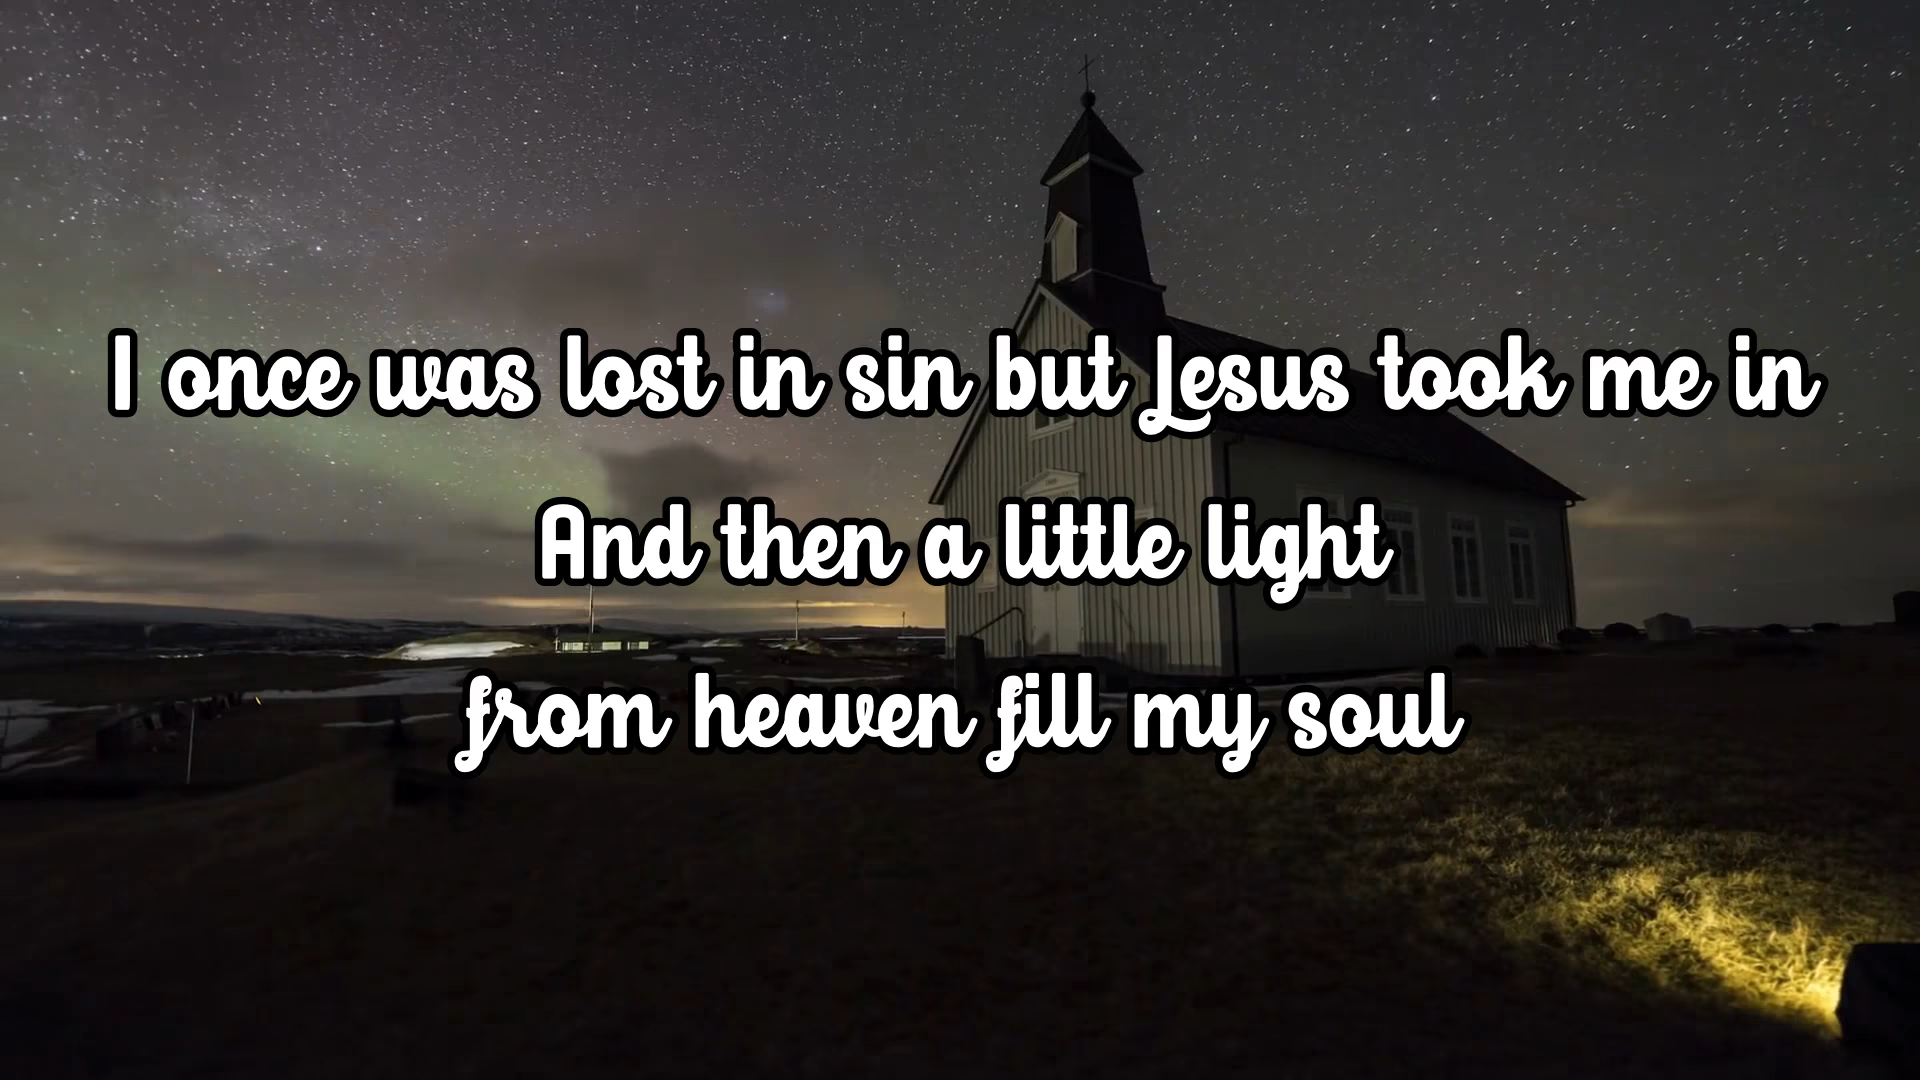 I once was lost in sin but Jesus took me in
And then a little light
from heaven fill my soul